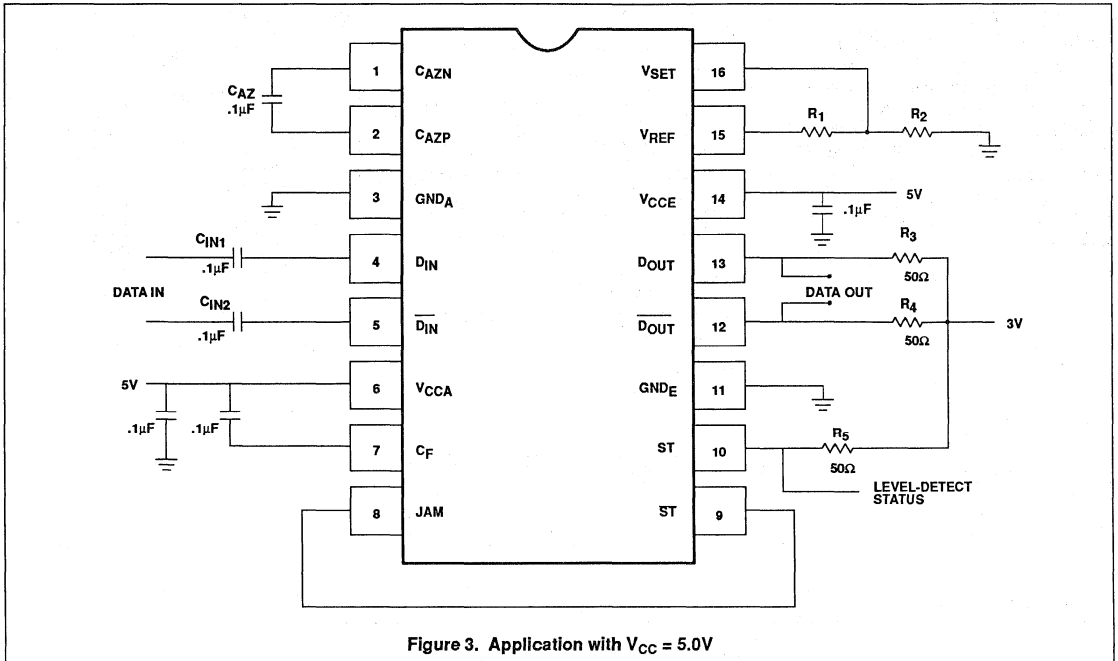 1 CAZN
CAZ
.1µF
2 CAZP
3 GNDA
CIN1
.1µF
4 DIN
DATA IN
CIN2
.1µF
5 DIN
5V
6 VCCA
.1µF .1µF
7 CF
8 JAM
VSET 16
VREF 15
R1 R2
VCCE 14
5V
.1µF
DOUT 13
R3
50Ω
DATA OUT
DOUT 12
R4
50Ω
3V
GNDE 11
ST 10
R5
50Ω
LEVEL-DETECT
STATUS
ST 9
Figure 3. Application with VCC = 5.0V